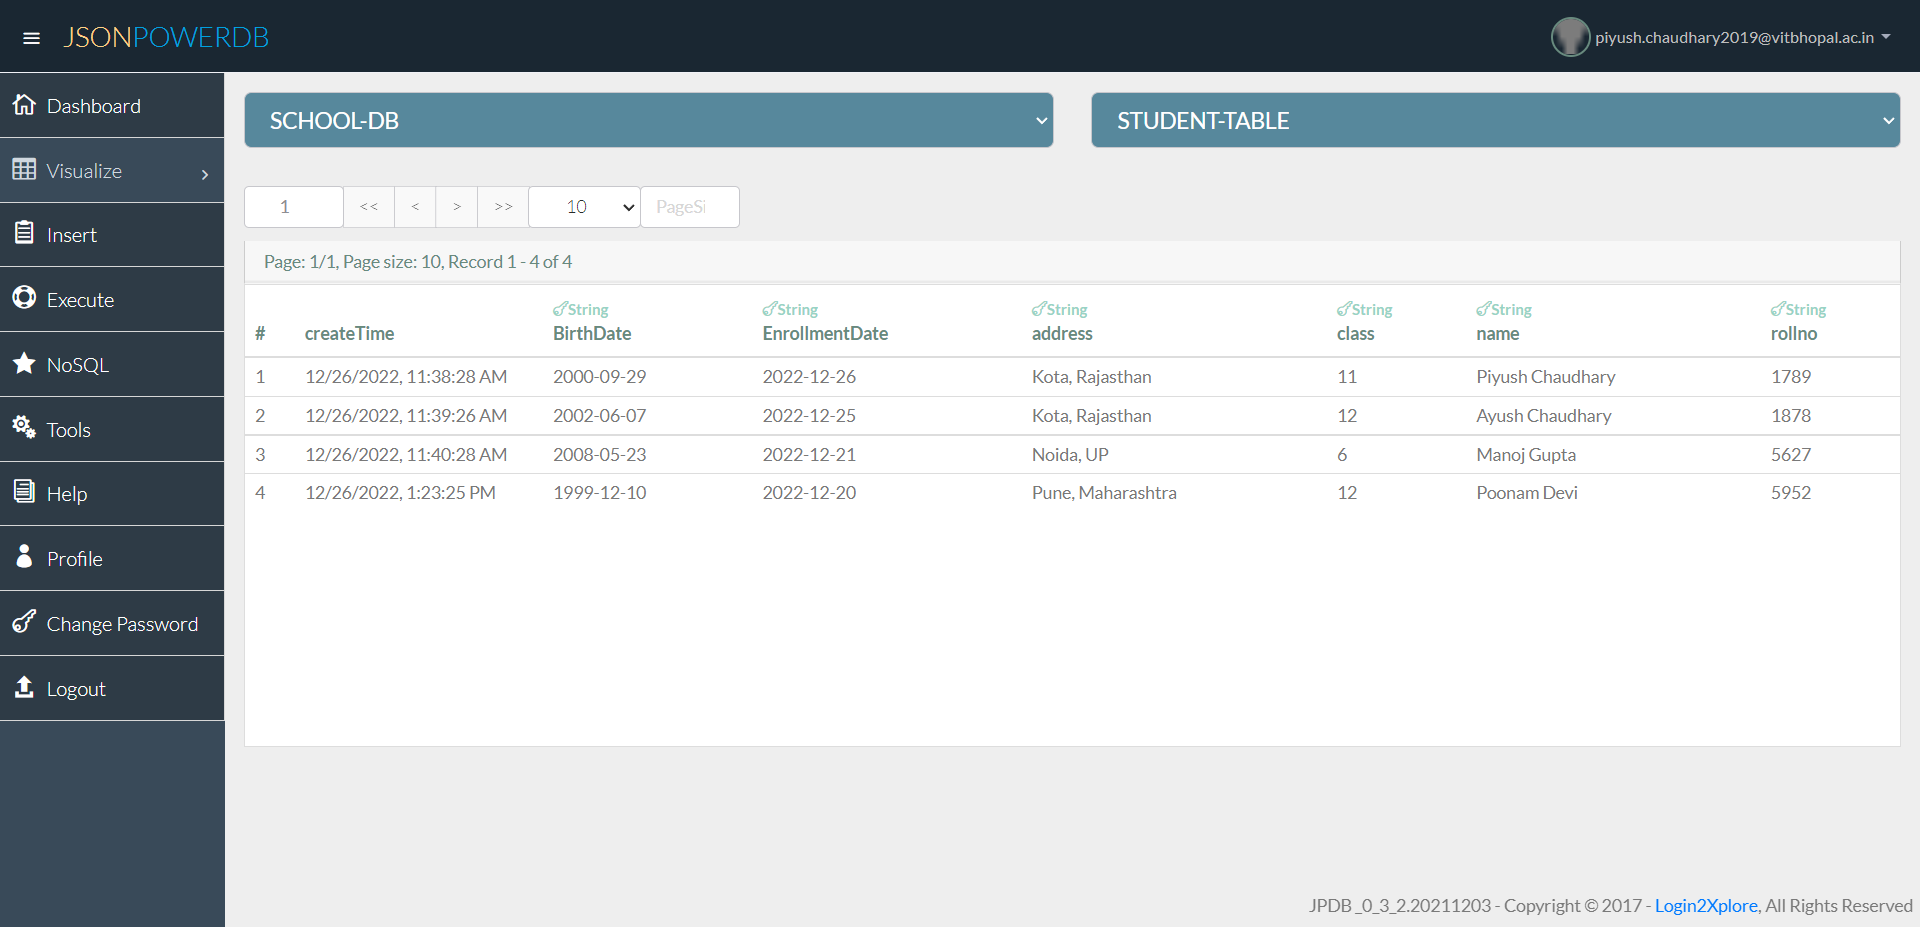 JSONPOWERDB
piyush.chaudhary2019@vitbhopal.ac.in
Dashboard
Visualize
Insert
Execute
NoSQL
Tools
Help
Profile
Change Password
Logout
SCHOOL-DB
STUDENT-TABLE
1 << < > >> 10 PageSi
Page: 1/1, Page size: 10, Record 1 - 4 of 4
String String String String String String
# createTime BirthDate EnrollmentDate address class name rollno
1 12/26/2022, 11:38:28 AM 2000-09-29 2022-12-26 Kota, Rajasthan 11 Piyush Chaudhary 1789
2 12/26/2022, 11:39:26 AM 2002-06-07 2022-12-25 Kota, Rajasthan 12 Ayush Chaudhary 1878
3 12/26/2022, 11:40:28 AM 2008-05-23 2022-12-21 Noida, UP 6 Manoj Gupta 5627
4 12/26/2022, 1:23:25 PM 1999-12-10 2022-12-20 Pune, Maharashtra 12 Poonam Devi 5952
JPDB_0_3_2.20211203 - Copyright © 2017 - Login2Xplore, All Rights Reserved